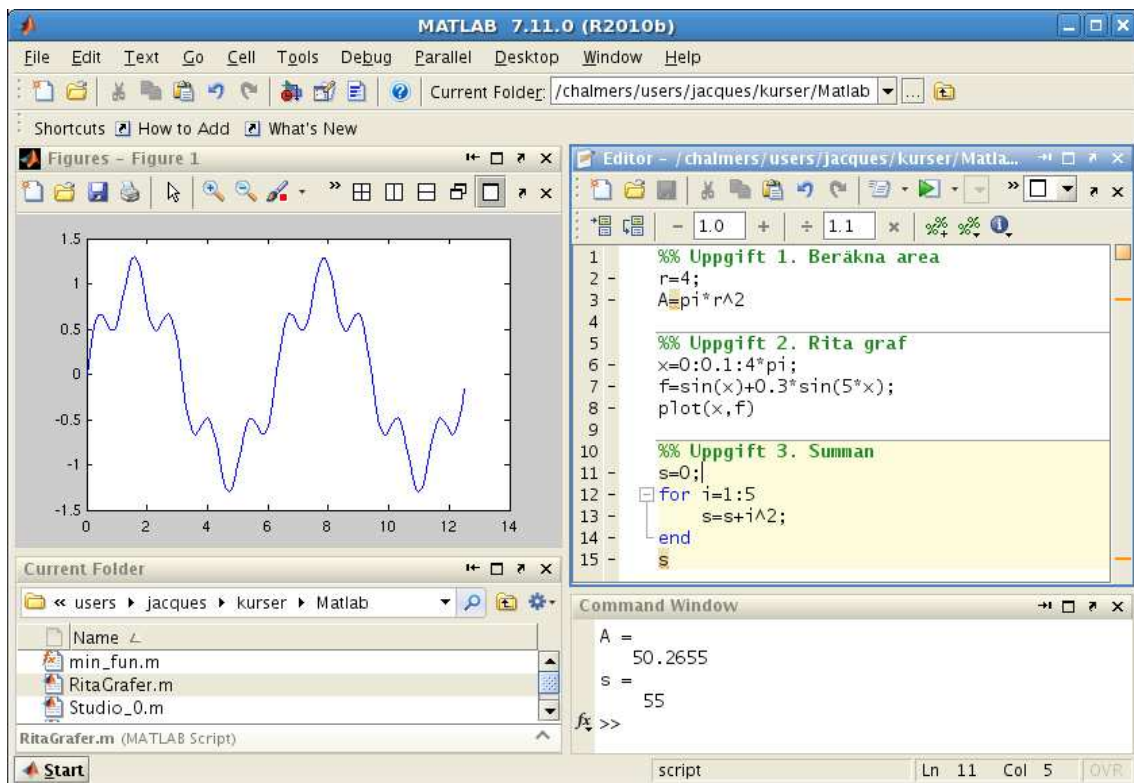 MATLAB 7.11.0 (R2010b)
File Edit Text Go Cell Tools Debug Parallel Desktop Window Help
Current Folder: /chalmers/users/jacques/kurser/Matlab ...
Shortcuts How to Add What's New
Figures - Figure 1
»
1.5
1
0.5
0
-0.5
-1
-1.5
0 2 4 6 8 10 12 14
Current Folder
« users ▸ jacques ▸ kurser ▸ Matlab
Name
min_fun.m
RitaGrafer.m
Studio_0.m
RitaGrafer.m (MATLAB Script)
Editor - /chalmers/users/jacques/kurser/Matla...
»
- 1.0 + ÷ 1.1 ×
1 %% Uppgift 1. Beräkna area
2 - r=4;
3 - A=pi*r^2
4
5 %% Uppgift 2. Rita graf
6 - x=0:0.1:4*pi;
7 - f=sin(x)+0.3*sin(5*x);
8 - plot(x,f)
9
10 %% Uppgift 3. Summan
11 - s=0;
12 - for i=1:5
13 - s=s+i^2;
14 - end
15 - s
Command Window
A =
50.2655
s =
55
fx >>
Start script Ln 11 Col 5 OVR